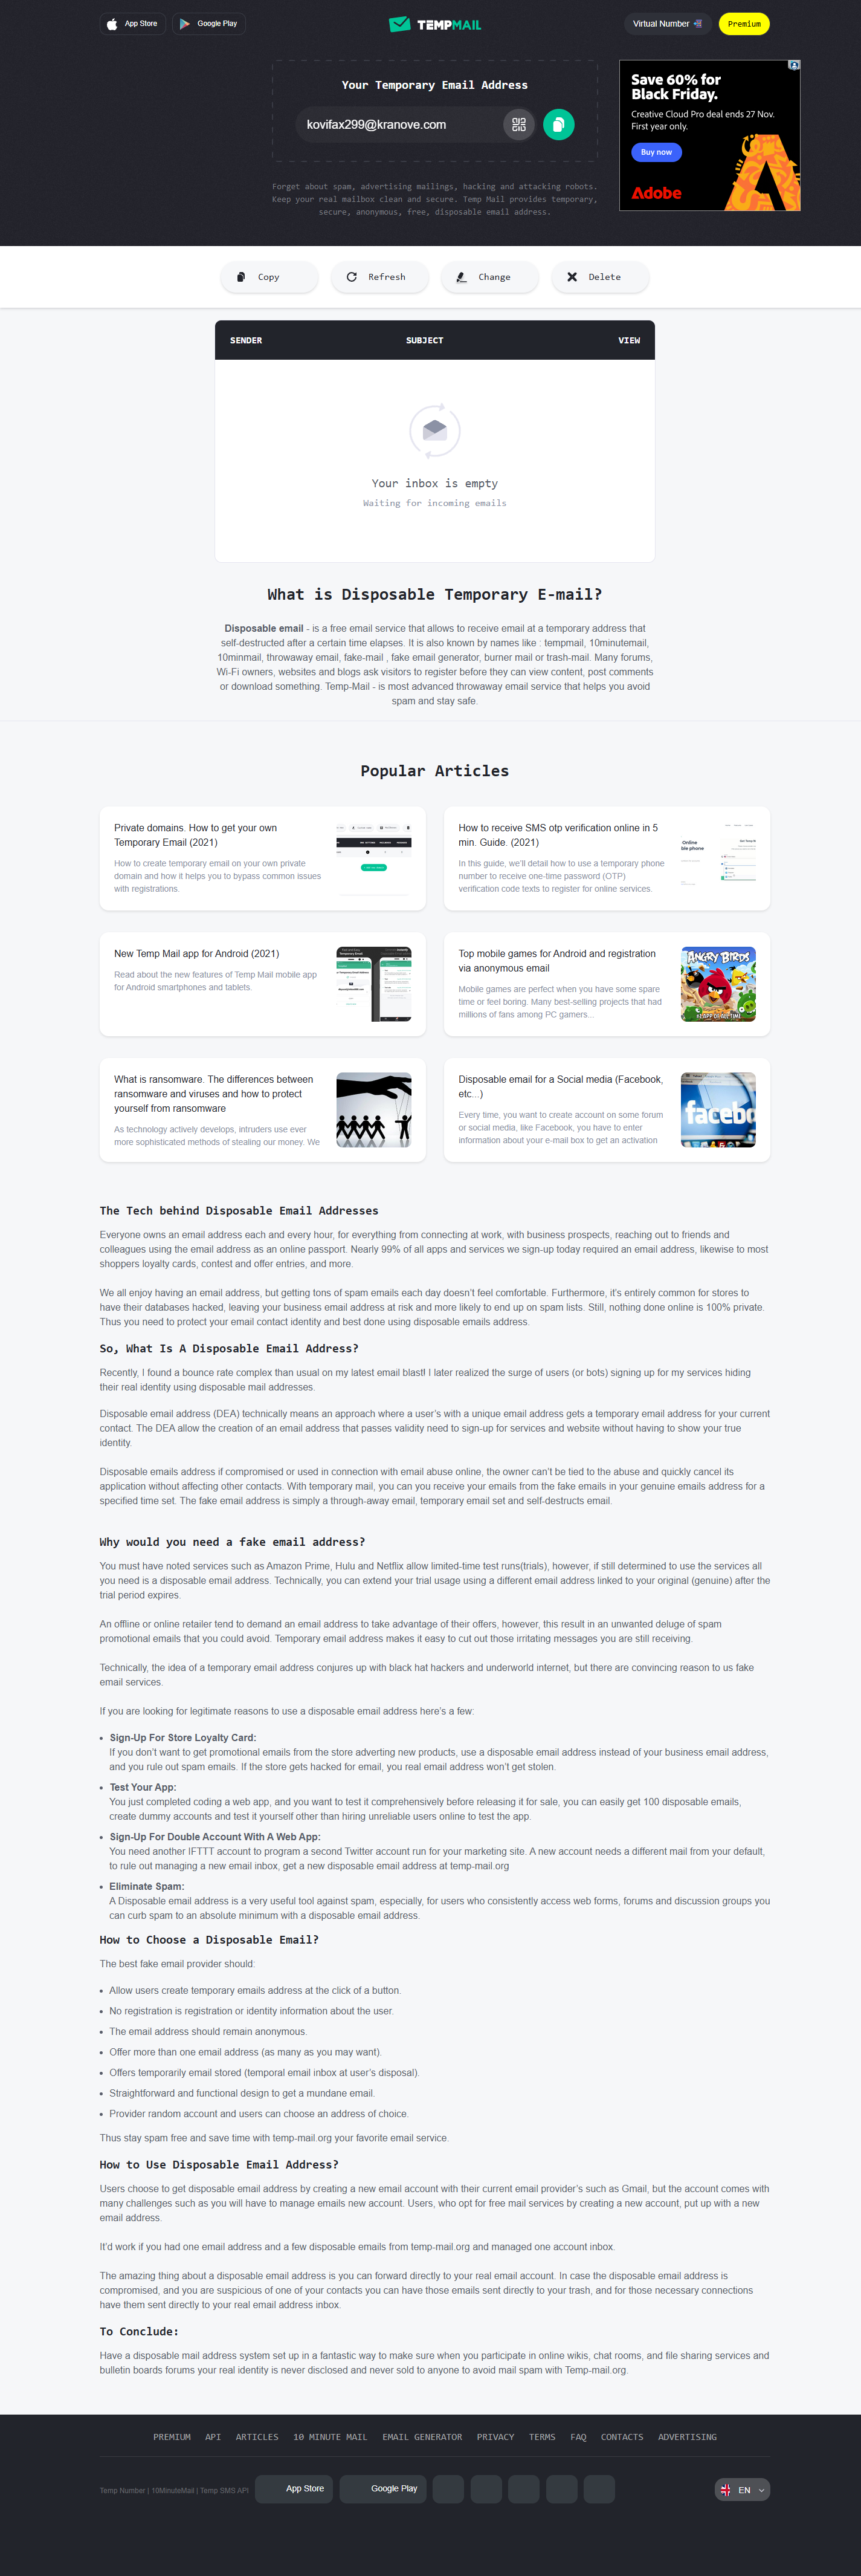 App Store
Google Play
TEMPMAIL
Virtual Number
Premium
Your Temporary Email Address
kovifax299@kranove.com
Forget about spam, advertising mailings, hacking and attacking robots.
Keep your real mailbox clean and secure. Temp Mail provides temporary,
secure, anonymous, free, disposable email address.
Save 60% for
Black Friday.
Creative Cloud Pro deal ends 27 Nov.
First year only.
Buy now
Adobe
Copy
Refresh
Change
Delete
SENDER SUBJECT VIEW
Your inbox is empty
Waiting for incoming emails
What is Disposable Temporary E-mail?
Disposable email - is a free email service that allows to receive email at a temporary address that
self-destructed after a certain time elapses. It is also known by names like : tempmail, 10minutemail,
10minmail, throwaway email, fake-mail , fake email generator, burner mail or trash-mail. Many forums,
Wi-Fi owners, websites and blogs ask visitors to register before they can view content, post comments
or download something. Temp-Mail - is most advanced throwaway email service that helps you avoid
spam and stay safe.
Popular Articles
Private domains. How to get your own
Temporary Email (2021)
How to create temporary email on your own private
domain and how it helps you to bypass common issues
with registrations.
How to receive SMS otp verification online in 5
min. Guide. (2021)
In this guide, we'll detail how to use a temporary phone
number to receive one-time password (OTP)
verification code texts to register for online services.
Online
ble phone
New Temp Mail app for Android (2021)
Read about the new features of Temp Mail mobile app
for Android smartphones and tablets.
Top mobile games for Android and registration
via anonymous email
Mobile games are perfect when you have some spare
time or feel boring. Many best-selling projects that had
millions of fans among PC gamers...
ANGRY BIRDS
What is ransomware. The differences between
ransomware and viruses and how to protect
yourself from ransomware
As technology actively develops, intruders use ever
more sophisticated methods of stealing our money. We
Disposable email for a Social media (Facebook,
etc...)
Every time, you want to create account on some forum
or social media, like Facebook, you have to enter
information about your e-mail box to get an activation
facebo
The Tech behind Disposable Email Addresses
Everyone owns an email address each and every hour, for everything from connecting at work, with business prospects, reaching out to friends and
colleagues using the email address as an online passport. Nearly 99% of all apps and services we sign-up today required an email address, likewise to most
shoppers loyalty cards, contest and offer entries, and more.
We all enjoy having an email address, but getting tons of spam emails each day doesn't feel comfortable. Furthermore, it's entirely common for stores to
have their databases hacked, leaving your business email address at risk and more likely to end up on spam lists. Still, nothing done online is 100% private.
Thus you need to protect your email contact identity and best done using disposable emails address.
So, What Is A Disposable Email Address?
Recently, I found a bounce rate complex than usual on my latest email blast! I later realized the surge of users (or bots) signing up for my services hiding
their real identity using disposable mail addresses.
Disposable email address (DEA) technically means an approach where a user's with a unique email address gets a temporary email address for your current
contact. The DEA allow the creation of an email address that passes validity need to sign-up for services and website without having to show your true
identity.
Disposable emails address if compromised or used in connection with email abuse online, the owner can't be tied to the abuse and quickly cancel its
application without affecting other contacts. With temporary mail, you can you receive your emails from the fake emails in your genuine emails address for a
specified time set. The fake email address is simply a through-away email, temporary email set and self-destructs email.
Why would you need a fake email address?
You must have noted services such as Amazon Prime, Hulu and Netflix allow limited-time test runs(trials), however, if still determined to use the services all
you need is a disposable email address. Technically, you can extend your trial usage using a different email address linked to your original (genuine) after the
trial period expires.
An offline or online retailer tend to demand an email address to take advantage of their offers, however, this result in an unwanted deluge of spam
promotional emails that you could avoid. Temporary email address makes it easy to cut out those irritating messages you are still receiving.
Technically, the idea of a temporary email address conjures up with black hat hackers and underworld internet, but there are convincing reason to us fake
email services.
If you are looking for legitimate reasons to use a disposable email address here's a few:
• Sign-Up For Store Loyalty Card:
If you don't want to get promotional emails from the store adverting new products, use a disposable email address instead of your business email address,
and you rule out spam emails. If the store gets hacked for email, you real email address won't get stolen.
• Test Your App:
You just completed coding a web app, and you want to test it comprehensively before releasing it for sale, you can easily get 100 disposable emails,
create dummy accounts and test it yourself other than hiring unreliable users online to test the app.
• Sign-Up For Double Account With A Web App:
You need another IFTTT account to program a second Twitter account run for your marketing site. A new account needs a different mail from your default,
to rule out managing a new email inbox, get a new disposable email address at temp-mail.org
• Eliminate Spam:
A Disposable email address is a very useful tool against spam, especially, for users who consistently access web forms, forums and discussion groups you
can curb spam to an absolute minimum with a disposable email address.
How to Choose a Disposable Email?
The best fake email provider should:
• Allow users create temporary emails address at the click of a button.
• No registration is registration or identity information about the user.
• The email address should remain anonymous.
• Offer more than one email address (as many as you may want).
• Offers temporarily email stored (temporal email inbox at user's disposal).
• Straightforward and functional design to get a mundane email.
• Provider random account and users can choose an address of choice.
Thus stay spam free and save time with temp-mail.org your favorite email service.
How to Use Disposable Email Address?
Users choose to get disposable email address by creating a new email account with their current email provider's such as Gmail, but the account comes with
many challenges such as you will have to manage emails new account. Users, who opt for free mail services by creating a new account, put up with a new
email address.
It'd work if you had one email address and a few disposable emails from temp-mail.org and managed one account inbox.
The amazing thing about a disposable email address is you can forward directly to your real email account. In case the disposable email address is
compromised, and you are suspicious of one of your contacts you can have those emails sent directly to your trash, and for those necessary connections
have them sent directly to your real email address inbox.
To Conclude:
Have a disposable mail address system set up in a fantastic way to make sure when you participate in online wikis, chat rooms, and file sharing services and
bulletin boards forums your real identity is never disclosed and never sold to anyone to avoid mail spam with Temp-mail.org.
PREMIUM API ARTICLES 10 MINUTE MAIL EMAIL GENERATOR PRIVACY TERMS FAQ CONTACTS ADVERTISING
Temp Number | 10MinuteMail | Temp SMS API
App Store
Google Play
EN